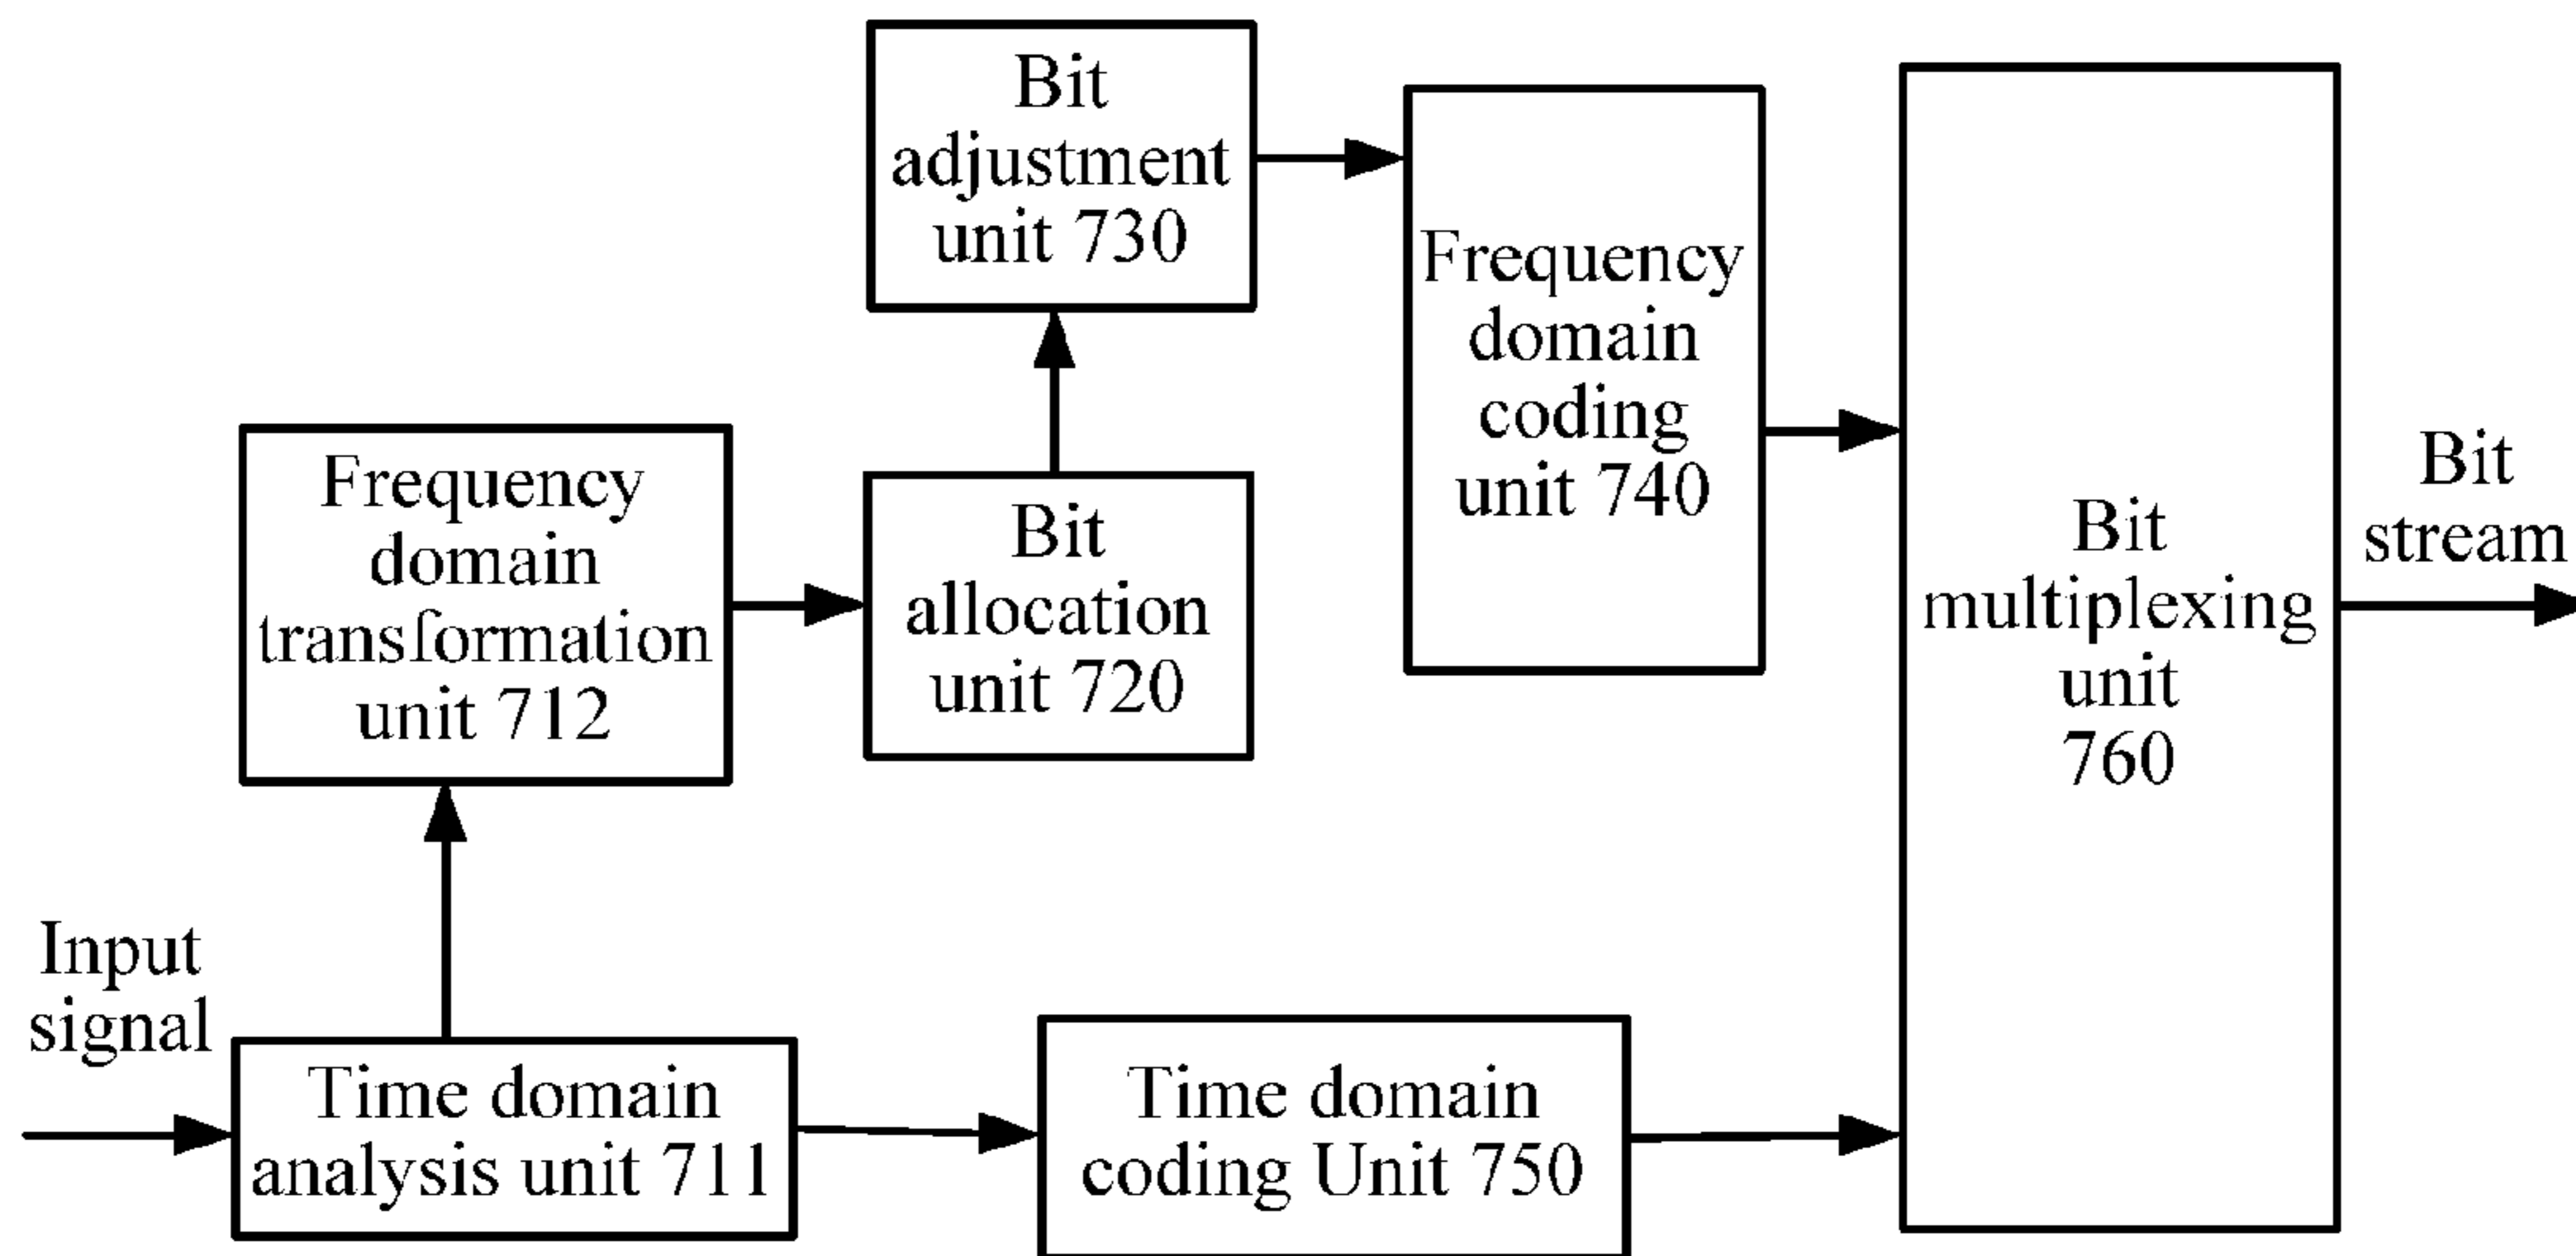 Bit
adjustment
unit 730
Frequency
domain
coding
unit 740
Bit
multiplexing
unit
760
Bit
stream
Frequency
domain
transformation
unit 712
Bit
allocation
unit 720
Input
signal
Time domain
analysis unit 711
Time domain
coding Unit 750